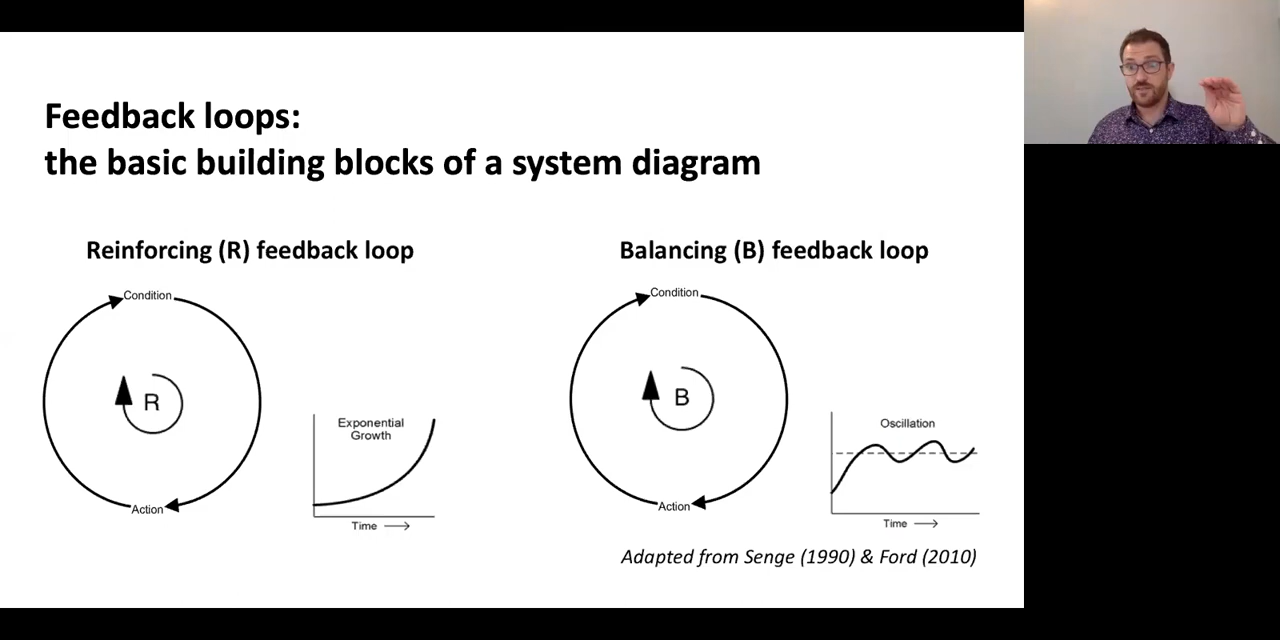 Feedback loops:
the basic building blocks of a system diagram
Reinforcing (R) feedback loop
Condition
R
Action
Exponential
Growth
Time
Balancing (B) feedback loop
Condition
B
Action
Oscillation
Time
Adapted from Senge (1990) & Ford (2010)